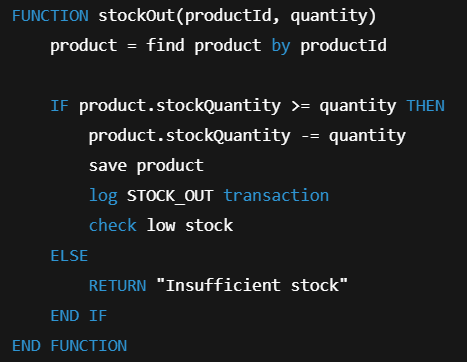 FUNCTION stockOut(productId, quantity)
    product = find product by productId

    IF product.stockQuantity >= quantity THEN
        product.stockQuantity -= quantity
        save product
        log STOCK_OUT transaction
        check low stock
    ELSE
        RETURN "Insufficient stock"
    END IF
END FUNCTION